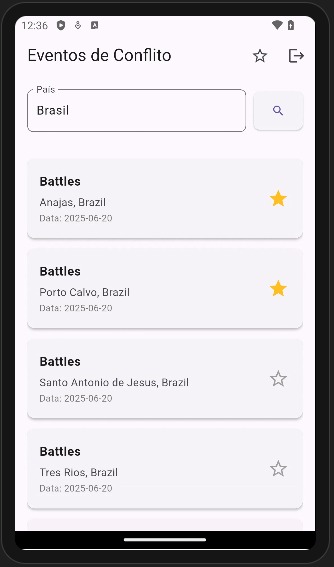 12:36
Eventos de Conflito
País
Brasil
Battles
Anajas, Brazil
Data: 2025-06-20
Battles
Porto Calvo, Brazil
Data: 2025-06-20
Battles
Santo Antonio de Jesus, Brazil
Data: 2025-06-20
Battles
Tres Rios, Brazil
Data: 2025-06-20